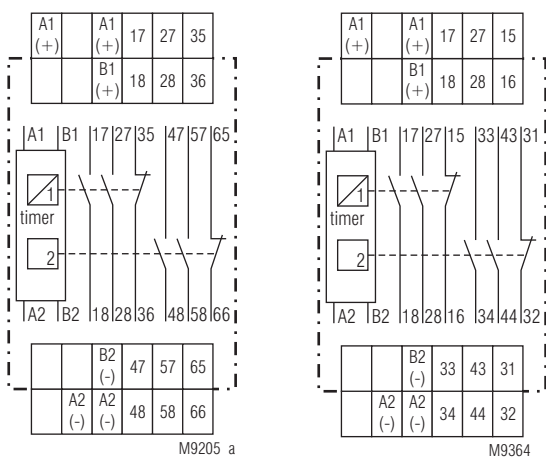 A1 (+) A1 (+) 17 27 35
B1 (+) 18 28 36
A1 B1 17 27 35 47 57 65
1
timer
2
A2 B2 18 28 36 48 58 66
B2 (-) 47 57 65
A2 (-) A2 (-) 48 58 66
M9205 a
A1 (+) A1 (+) 17 27 15
B1 (+) 18 28 16
A1 B1 17 27 15 33 43 31
1
timer
2
A2 B2 18 28 16 34 44 32
B2 (-) 33 43 31
A2 (-) A2 (-) 34 44 32
M9364